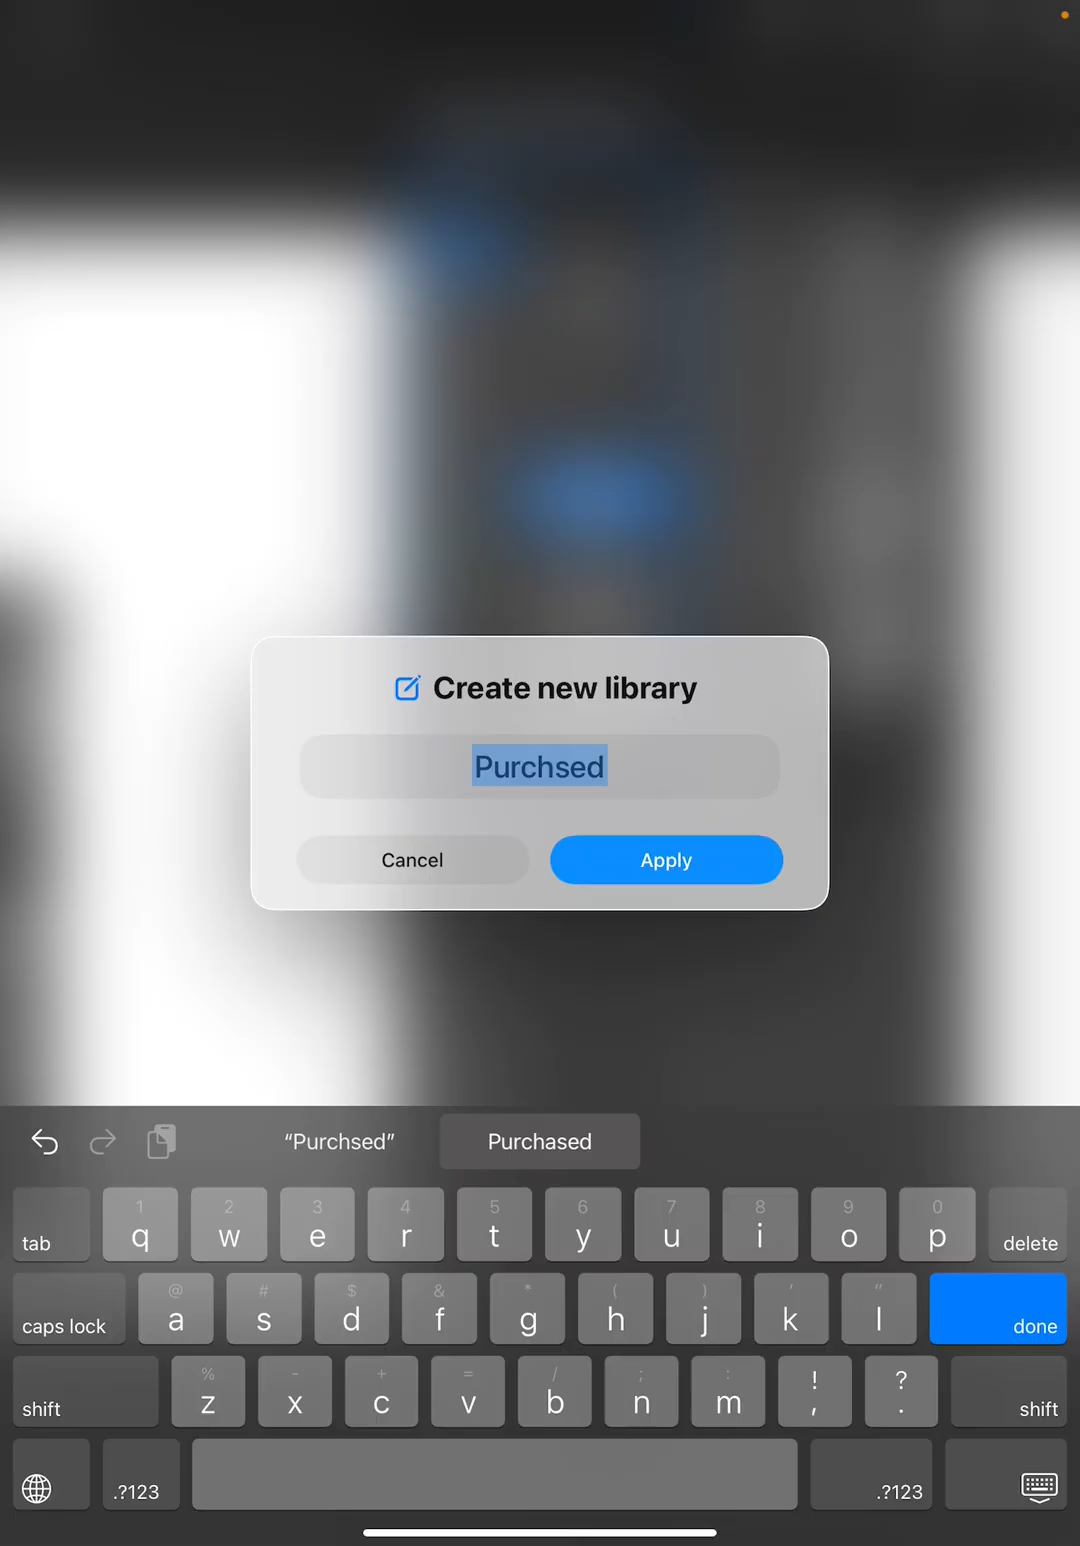 Create new library
Purchsed
Cancel Apply
“Purchsed” Purchased
1 2 3 4 5 6 7 8 9 0
tab q w e r t y u i o p delete
@ # $ & * ( ) ' "
caps lock a s d f g h j k l done
% - + = / ; : ! ?
shift z x c v b n m , . shift
.?123 .?123